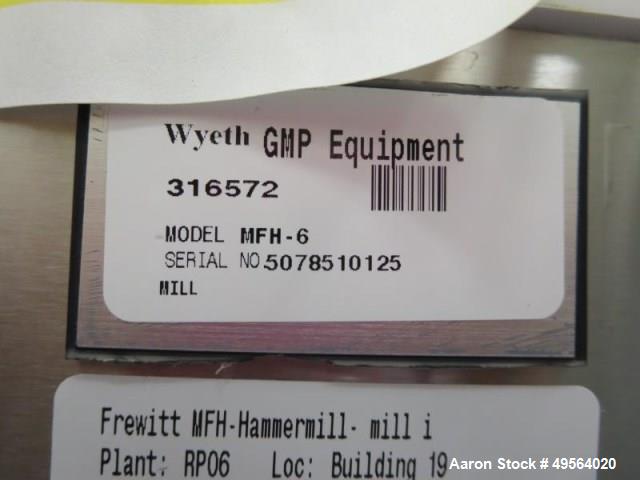 Wyeth GMP Equipment
316572
MODEL MFH-6
SERIAL NO.5078510125
MILL
Frewitt MFH-Hammermill- mill i
Plant: RP06 Loc: Building 19
Aaron Stock # 49564020